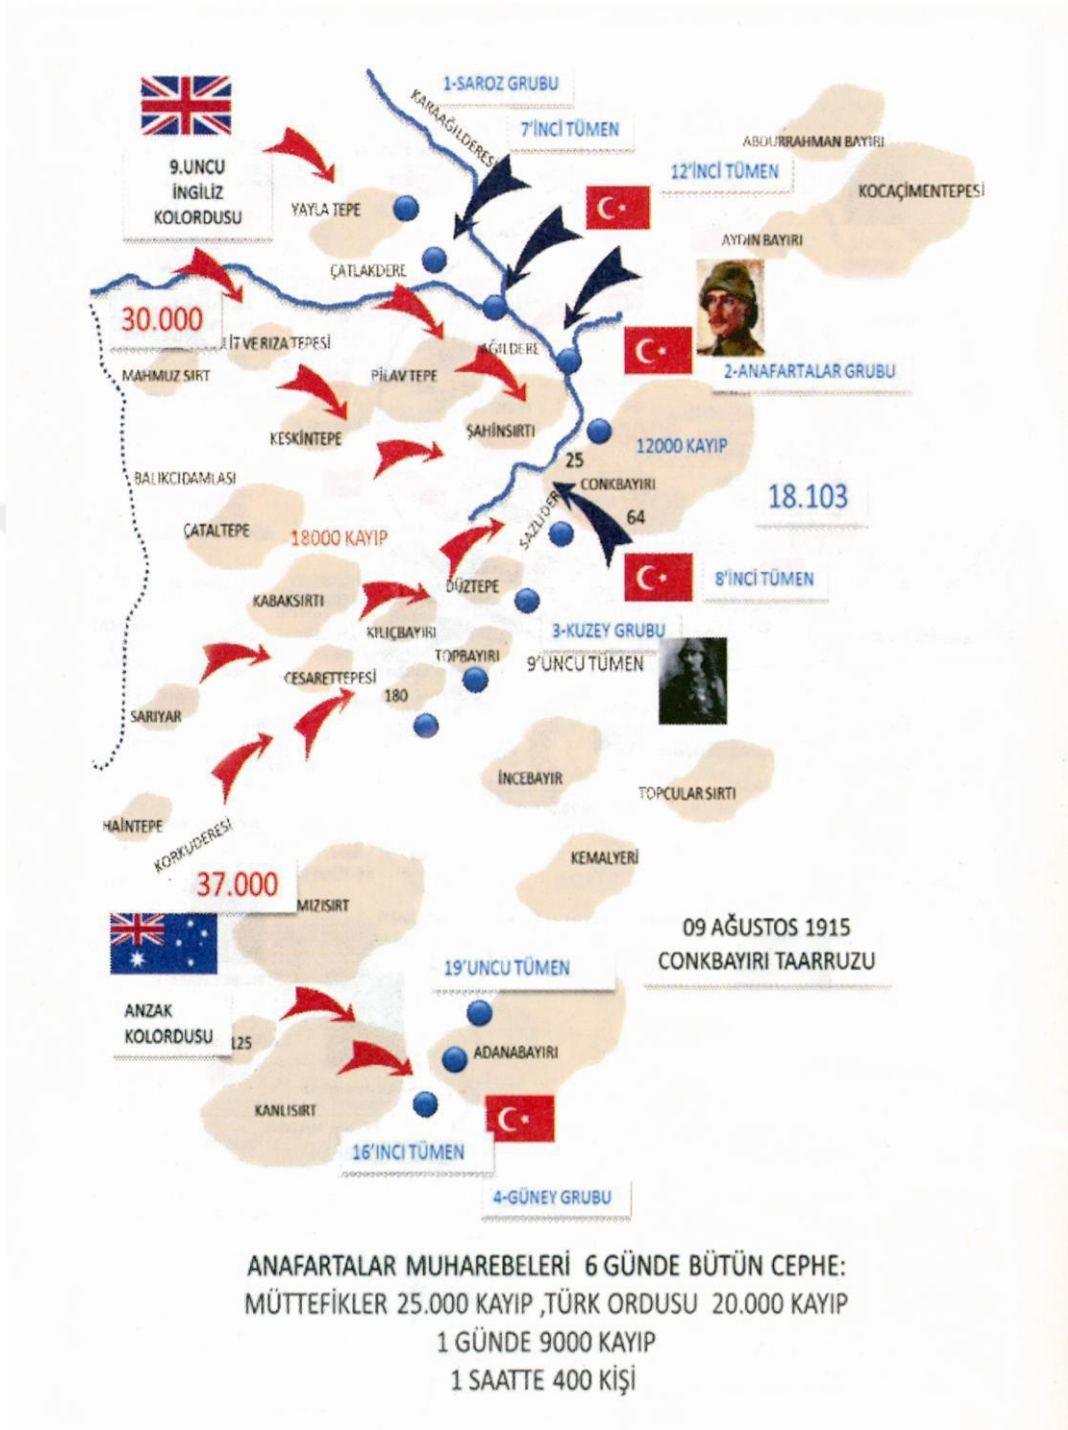 1-SAROZ GRUBU
KARAAĞILDERESİ
7'İNCİ TÜMEN
ABDURRAHMAN BAYIRI
9.UNCU
İNGİLİZ
KOLORDUSU
12'İNCİ TÜMEN
KOCAÇİMENTEPESİ
YAYLA TEPE
AYDIN BAYIRI
ÇATLAKDERE
30.000
LİT VE RIZA TEPESİ
AĞILDERE
MAHMUZ SIRT
PİLAV TEPE
2-ANAFARTALAR GRUBU
KESKİNTEPE
ŞAHİNSIRTI
12000 KAYIP
25
BALIKCIDAMLASI
CONKBAYIRI
18.103
ÇATALTEPE
18000 KAYIP
SAZLIDER
64
DÜZTEPE
8'İNCİ TÜMEN
KABAKSIRTI
KILIÇBAYIRI
3-KUZEY GRUBU
TOPBAYIRI
9'UNCU TÜMEN
CESARETTEPESİ
180
SARIYAR
İNCEBAYIR
TOPCULAR SIRTI
HAİNTEPE
KORKUDERESİ
KEMALYERİ
37.000
MIZISIRT
09 AĞUSTOS 1915
CONKBAYIRI TAARRUZU
19'UNCU TÜMEN
ANZAK
KOLORDUSU
125
ADANABAYIRI
KANLISIRT
16'INCI TÜMEN
4-GÜNEY GRUBU
ANAFARTALAR MUHAREBELERİ 6 GÜNDE BÜTÜN CEPHE:
MÜTTEFİKLER 25.000 KAYIP ,TÜRK ORDUSU 20.000 KAYIP
1 GÜNDE 9000 KAYIP
1 SAATTE 400 KİŞİ